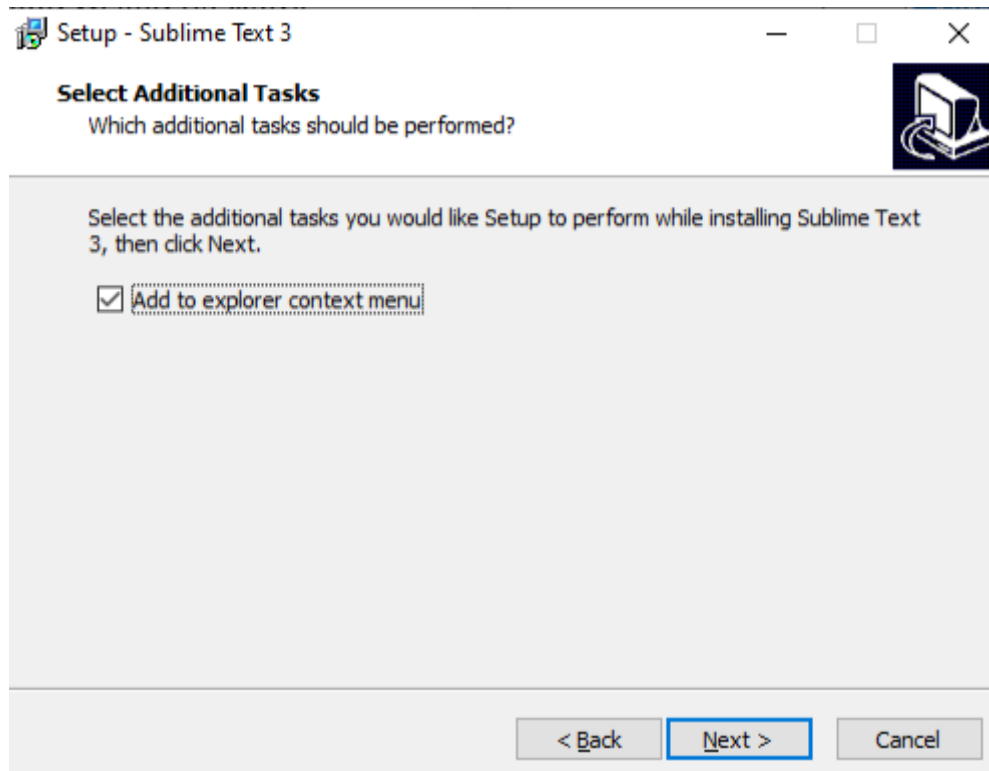 Setup - Sublime Text 3
Select Additional Tasks
Which additional tasks should be performed?
Select the additional tasks you would like Setup to perform while installing Sublime Text
3, then click Next.
Add to explorer context menu
< Back
Next >
Cancel